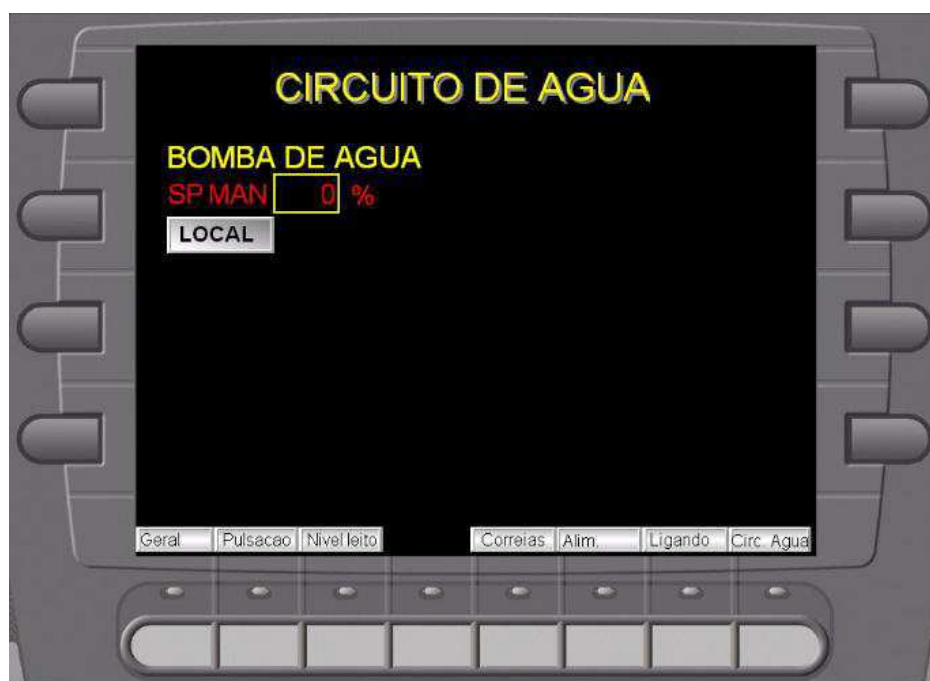 CIRCUITO DE AGUA
BOMBA DE AGUA
SP MAN 0 %
LOCAL
Geral Pulsacao Nivel leito Correias Alim. Ligando Circ. Agua